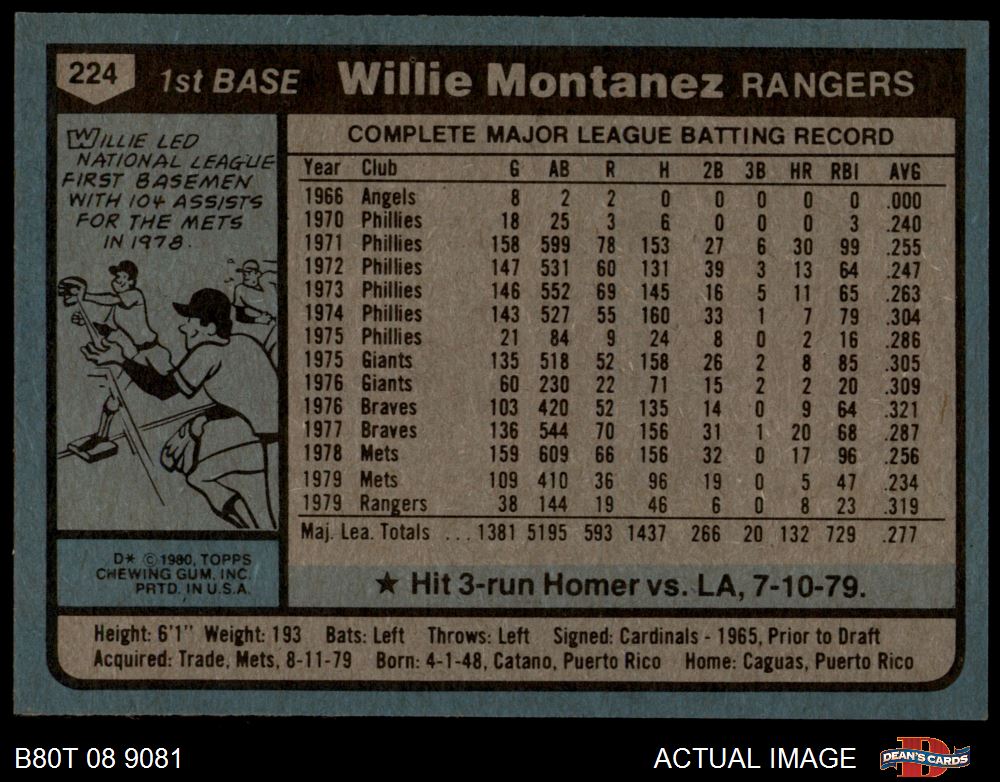 224 1st BASE Willie Montanez RANGERS
WILLIE LED
NATIONAL LEAGUE
FIRST BASEMEN
WITH 104 ASSISTS
FOR THE METS
IN 1978.
D* © 1980, TOPPS
CHEWING GUM, INC.
PRTD. IN U.S.A.
COMPLETE MAJOR LEAGUE BATTING RECORD
Year Club G AB R H 2B 3B HR RBI AVG
1966 Angels 8 2 2 0 0 0 0 0 .000
1970 Phillies 18 25 3 6 0 0 0 3 .240
1971 Phillies 158 599 78 153 27 6 30 99 .255
1972 Phillies 147 531 60 131 39 3 13 64 .247
1973 Phillies 146 552 69 145 16 5 11 65 .263
1974 Phillies 143 527 55 160 33 1 7 79 .304
1975 Phillies 21 84 9 24 8 0 2 16 .286
1975 Giants 135 518 52 158 26 2 8 85 .305
1976 Giants 60 230 22 71 15 2 2 20 .309
1976 Braves 103 420 52 135 14 0 9 64 .321
1977 Braves 136 544 70 156 31 1 20 68 .287
1978 Mets 159 609 66 156 32 0 17 96 .256
1979 Mets 109 410 36 96 19 0 5 47 .234
1979 Rangers 38 144 19 46 6 0 8 23 .319
Maj. Lea. Totals ... 1381 5195 593 1437 266 20 132 729 .277
★ Hit 3-run Homer vs. LA, 7-10-79.
Height: 6'1" Weight: 193 Bats: Left Throws: Left Signed: Cardinals - 1965, Prior to Draft
Acquired: Trade, Mets, 8-11-79 Born: 4-1-48, Catano, Puerto Rico Home: Caguas, Puerto Rico
B80T 08 9081 ACTUAL IMAGE DEAN'S CARDS